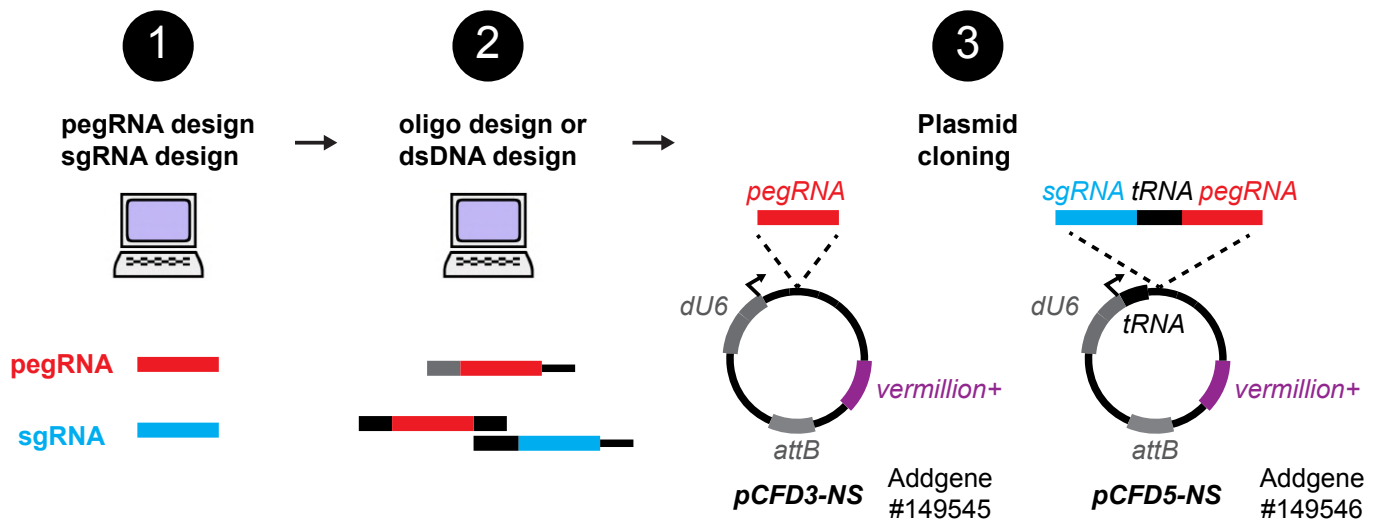 1
2
3
pegRNA design
sgRNA design
oligo design or
dsDNA design
Plasmid
cloning
pegRNA
sgRNA tRNA pegRNA
dU6
dU6
tRNA
pegRNA
sgRNA
vermillion+
vermillion+
attB
attB
pCFD3-NS
Addgene
#149545
pCFD5-NS
Addgene
#149546